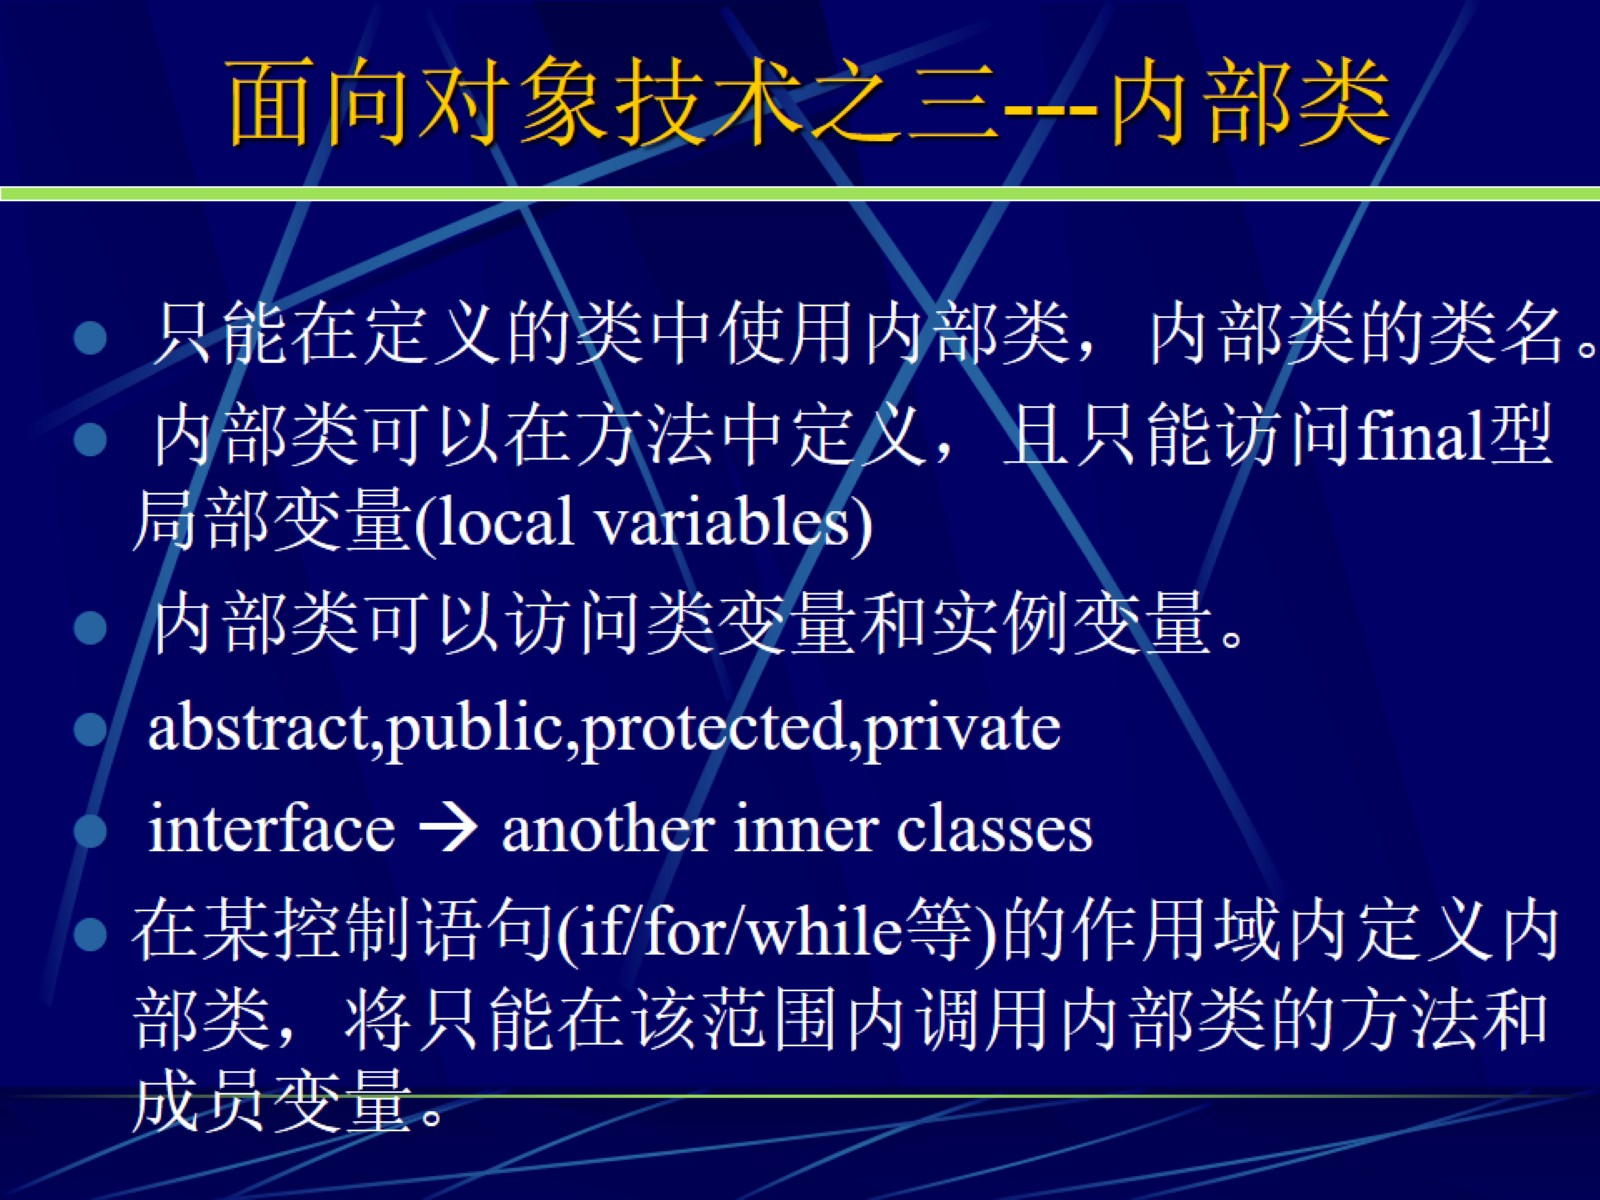 面向对象技术之三---内部类
只能在定义的类中使用内部类，内部类的类名。
内部类可以在方法中定义，且只能访问final型
局部变量(local variables)
内部类可以访问类变量和实例变量。
abstract,public,protected,private
interface → another inner classes
在某控制语句(if/for/while等)的作用域内定义内
部类，将只能在该范围内调用内部类的方法和
成员变量。